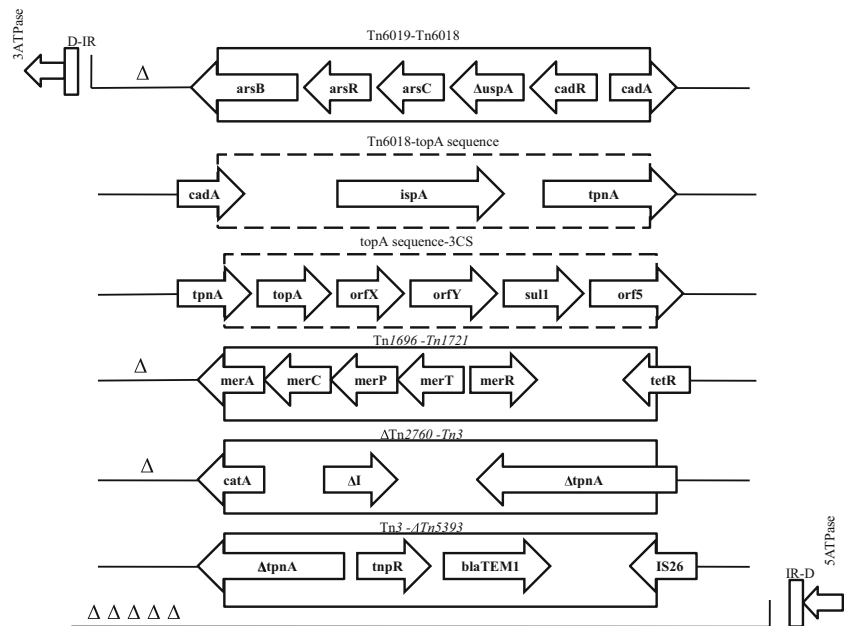 3ATPase
D-IR
Tn6019-Tn6018
Δ
arsB arsR arsC ΔuspA cadR cadA
Tn6018-topA sequence
cadA ispA tpnA
topA sequence-3CS
tpnA topA orfX orfY sul1 orf5
Tn1696 -Tn1721
Δ
merA merC merP merT merR tetR
ΔTn2760 -Tn3
Δ
catA ΔI ΔtpnA
Tn3 -ΔTn5393
ΔtpnA tnpR blaTEM1 IS26
IR-D
5ATPase
Δ Δ Δ Δ Δ